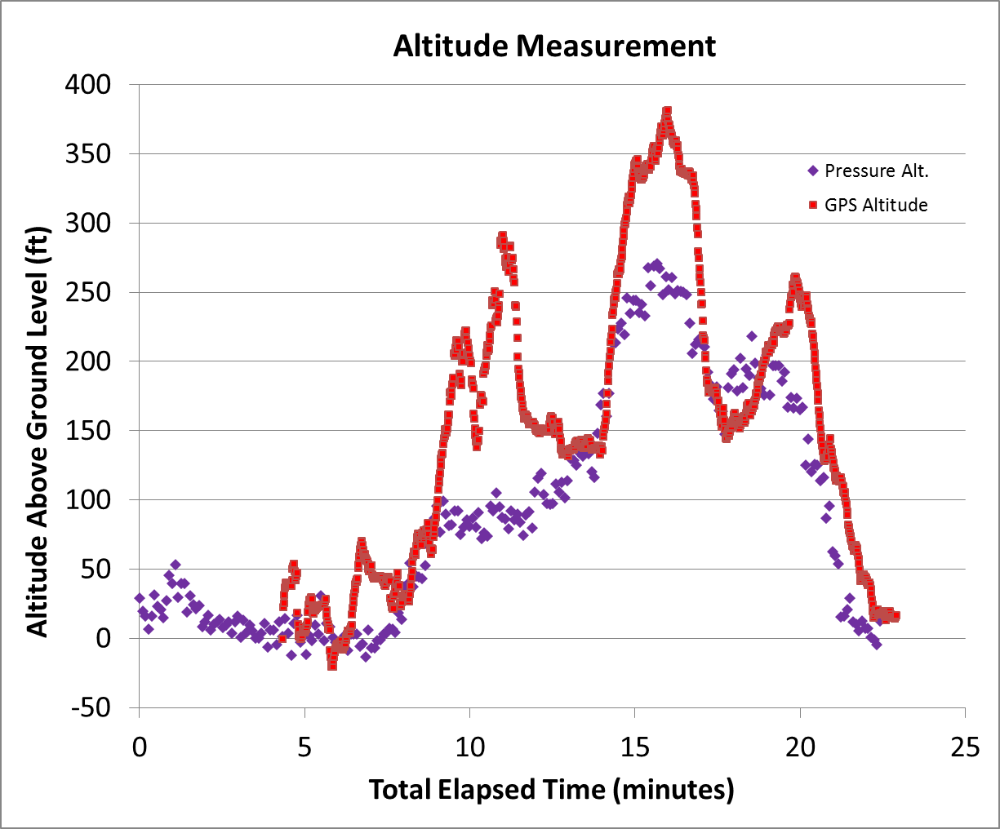 Altitude Measurement
400
350
300
250
200
150
100
50
0
-50
Altitude Above Ground Level (ft)
Pressure Alt.
GPS Altitude
0 5 10 15 20 25
Total Elapsed Time (minutes)